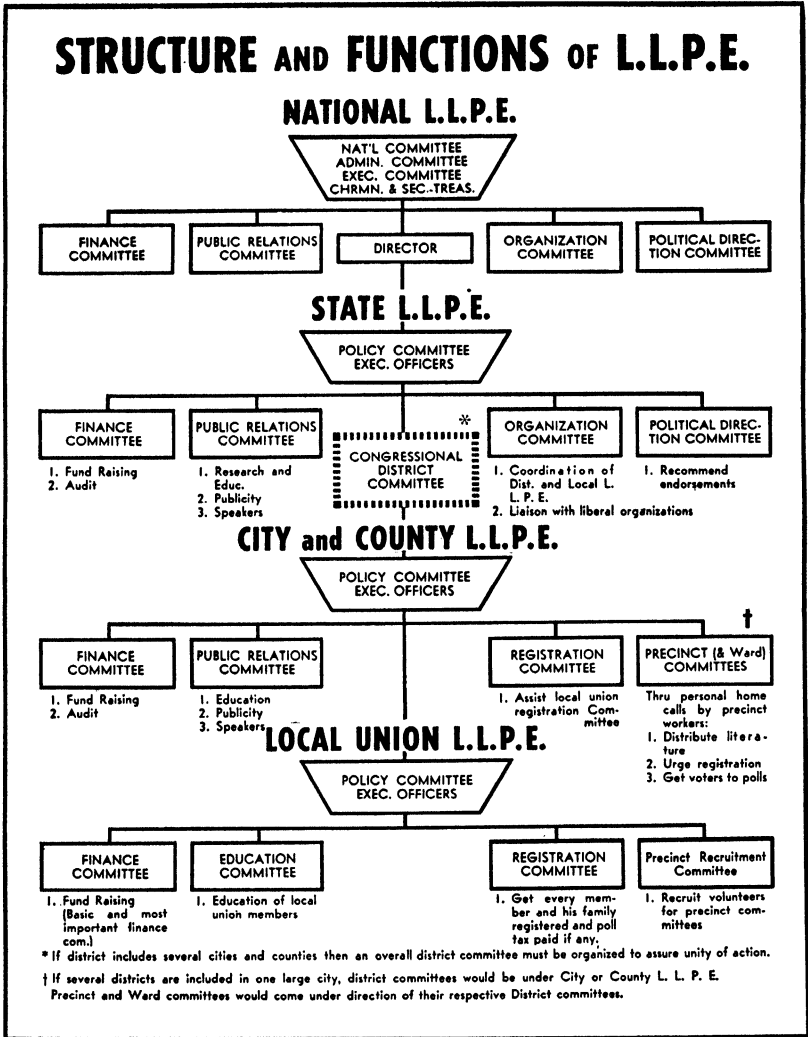 STRUCTURE AND FUNCTIONS OF L.L.P.E.
NATIONAL L.L.P.E.
NAT'L COMMITTEE
ADMIN. COMMITTEE
EXEC. COMMITTEE
CHRMN. & SEC.-TREAS.
FINANCE
COMMITTEE
PUBLIC RELATIONS
COMMITTEE
DIRECTOR
ORGANIZATION
COMMITTEE
POLITICAL DIREC-
TION COMMITTEE
STATE L.L.P.E.
POLICY COMMITTEE
EXEC. OFFICERS
FINANCE
COMMITTEE
1. Fund Raising
2. Audit
PUBLIC RELATIONS
COMMITTEE
1. Research and
Educ.
2. Publicity
3. Speakers
*
CONGRESSIONAL
DISTRICT
COMMITTEE
ORGANIZATION
COMMITTEE
1. Coordination of
Dist. and Local L.
L. P. E.
2. Liaison with liberal organizations
POLITICAL DIREC-
TION COMMITTEE
1. Recommend
endorsements
CITY and COUNTY L.L.P.E.
POLICY COMMITTEE
EXEC. OFFICERS
FINANCE
COMMITTEE
1. Fund Raising
2. Audit
PUBLIC RELATIONS
COMMITTEE
1. Education
2. Publicity
3. Speakers
REGISTRATION
COMMITTEE
1. Assist local union
registration Com-
mittee
†
PRECINCT (& Ward)
COMMITTEES
Thru personal home
calls by precinct
workers:
1. Distribute litera-
ture
2. Urge registration
3. Get voters to polls
LOCAL UNION L.L.P.E.
POLICY COMMITTEE
EXEC. OFFICERS
FINANCE
COMMITTEE
1. Fund Raising
(Basic and most
important finance
com.)
EDUCATION
COMMITTEE
1. Education of local
union members
REGISTRATION
COMMITTEE
1. Get every mem-
ber and his family
registered and poll
tax paid if any.
Precinct Recruitment
Committee
1. Recruit volunteers
for precinct com-
mittees
* If district includes several cities and counties then an overall district committee must be organized to assure unity of action.
† If several districts are included in one large city, district committees would be under City or County L. L. P. E.
Precinct and Ward committees would come under direction of their respective District committees.